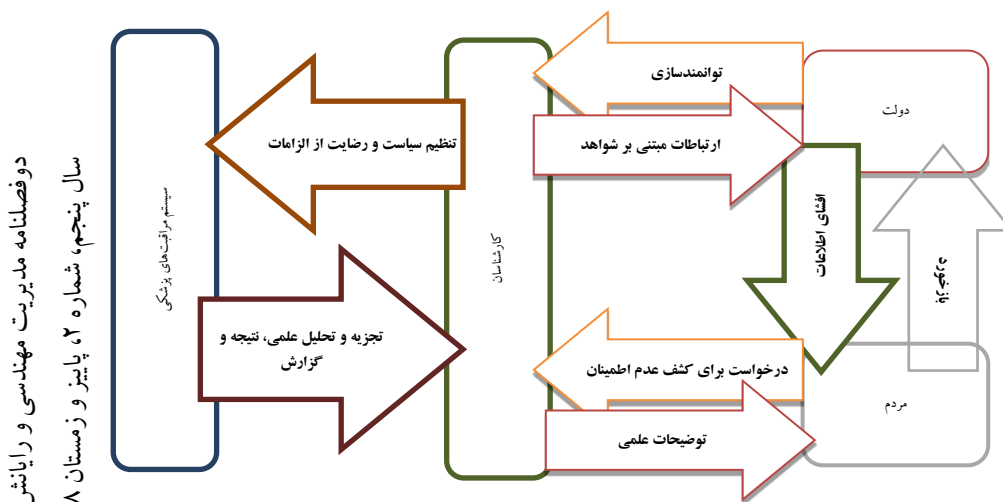 دوفصلنامه مدیریت مهندسی و رایانش
سال پنجم، شماره ۲، پاییز و زمستان ۸
سیستم مراقبت‌های پزشکی
تنظیم سیاست و رضایت از الزامات
تجزیه و تحلیل علمی، نتیجه و
گزارش
کارشناسان
توانمندسازی
ارتباطات مبتنی بر شواهد
درخواست برای کشف عدم اطمینان
توضیحات علمی
دولت
افشای اطلاعات
بازخورد
مردم